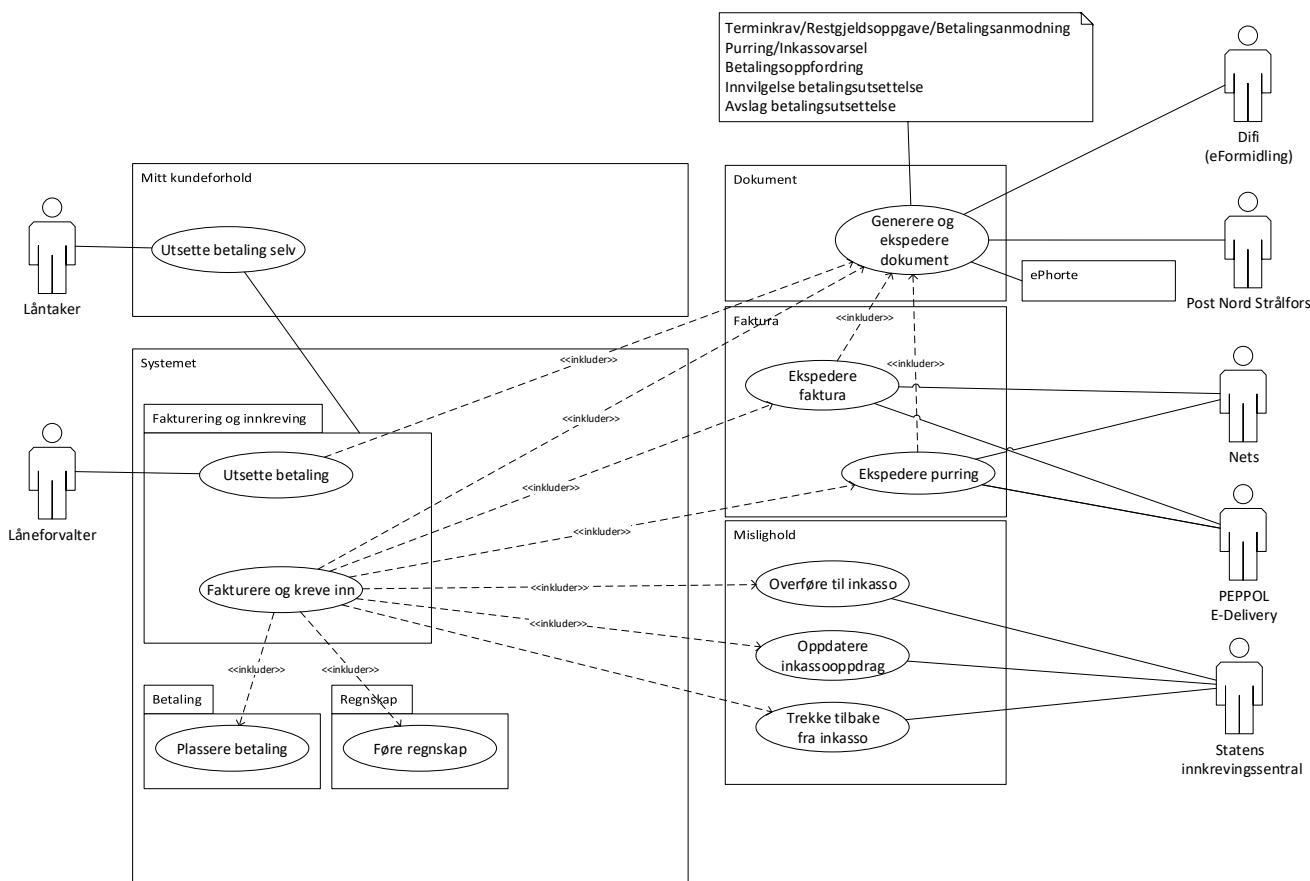 Terminkrav/Restgjeldsoppgave/Betalingsanmodning
Purring/Inkassovarsel
Betalingsoppfordring
Innvilgelse betalingsutsettelse
Avslag betalingsutsettelse
Difi
(eFormidling)
Mitt kundeforhold
Utsette betaling selv
Låntaker
Dokument
Generere og
ekspedere
dokument
ePhorte
Post Nord Strålfors
Systemet
Fakturering og innkreving
Utsette betaling
Låneforvalter
Fakturere og kreve inn
<<inkluder>>
<<inkluder>>
<<inkluder>>
<<inkluder>>
<<inkluder>>
<<inkluder>>
<<inkluder>>
<<inkluder>>
<<inkluder>>
<<inkluder>>
Betaling
Plassere betaling
Regnskap
Føre regnskap
Faktura
<<inkluder>>
<<inkluder>>
Ekspedere
faktura
Ekspedere purring
Nets
PEPPOL
E-Delivery
Mislighold
Overføre til inkasso
Oppdatere
inkassooppdrag
Trekke tilbake
fra inkasso
Statens
innkrevingssentral